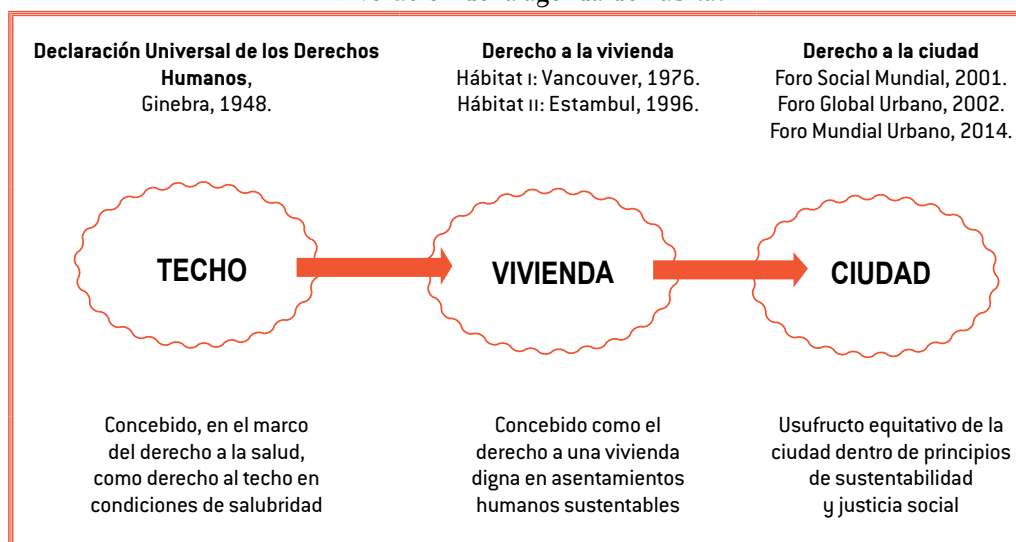 Declaración Universal de los Derechos
Humanos,
Ginebra, 1948.
Derecho a la vivienda
Hábitat I: Vancouver, 1976.
Hábitat II: Estambul, 1996.
Derecho a la ciudad
Foro Social Mundial, 2001.
Foro Global Urbano, 2002.
Foro Mundial Urbano, 2014.
TECHO
VIVIENDA
CIUDAD
Concebido, en el marco
del derecho a la salud,
como derecho al techo en
condiciones de salubridad
Concebido como el
derecho a una vivienda
digna en asentamientos
humanos sustentables
Usufructo equitativo de la
ciudad dentro de principios
de sustentabilidad
y justicia social